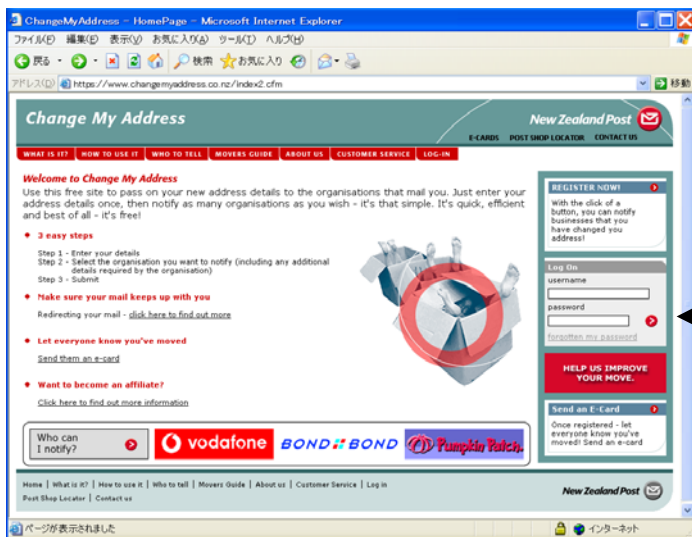 ChangeMyAddress - HomePage - Microsoft Internet Explorer
ファイル(F) 編集(E) 表示(V) お気に入り(A) ツール(T) ヘルプ(H)
戻る 検索 お気に入り
アドレス(D) https://www.changemyaddress.co.nz/index2.cfm 移動
Change My Address
New Zealand Post
E-CARDS POST SHOP LOCATOR CONTACT US
WHAT IS IT? HOW TO USE IT WHO TO TELL MOVERS GUIDE ABOUT US CUSTOMER SERVICE LOG-IN
Welcome to Change My Address
Use this free site to pass on your new address details to the organisations that mail you. Just enter your
address details once, then notify as many organisations as you wish - it's that simple. It's quick, efficient
and best of all - it's free!
3 easy steps
Step 1 - Enter your details
Step 2 - Select the organisation you want to notify (including any additional
details required by the organisation)
Step 3 - Submit
Make sure your mail keeps up with you
Redirecting your mail - click here to find out more
Let everyone know you've moved
Send them an e-card
Want to become an affiliate?
Click here to find out more information
REGISTER NOW!
With the click of a
button, you can notify
businesses that you
have changed you
address!
Log On
username
password
forgotten my password
HELP US IMPROVE
YOUR MOVE.
Send an E-Card
Once registered - let
everyone know you've
moved! Send an e-card
Who can
I notify?
vodafone
BOND BOND
Pumpkin Patch.
Home | What is it? | How to use it | Who to tell | Movers Guide | About us | Customer Service | Log in
Post Shop Locator | Contact us
New Zealand Post
ページが表示されました インターネット